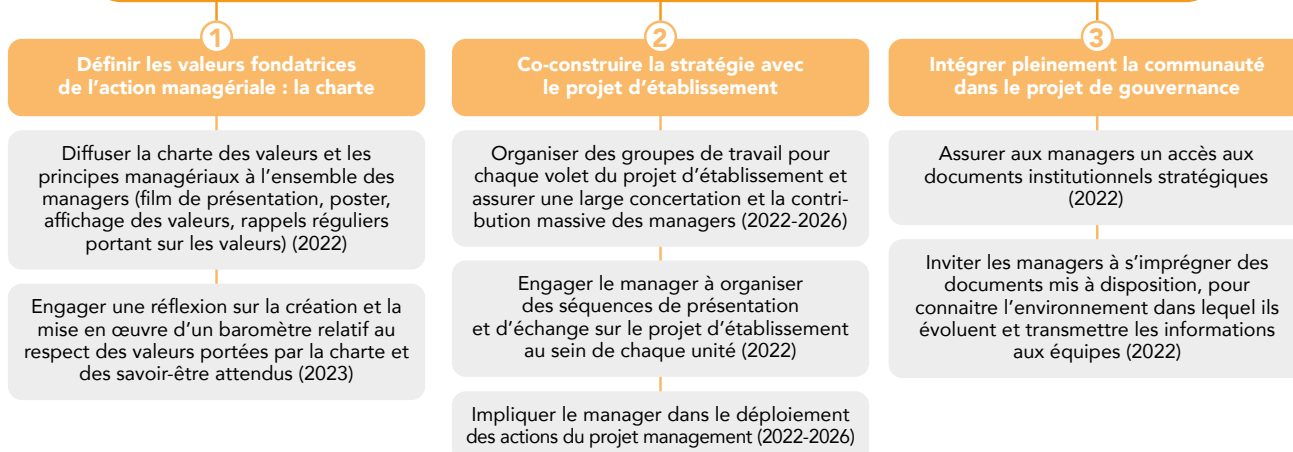 1
Définir les valeurs fondatrices
de l'action managériale : la charte
Diffuser la charte des valeurs et les
principes managériaux à l'ensemble des
managers (film de présentation, poster,
affichage des valeurs, rappels réguliers
portant sur les valeurs) (2022)
Engager une réflexion sur la création et la
mise en œuvre d'un baromètre relatif au
respect des valeurs portées par la charte et
des savoir-être attendus (2023)
2
Co-construire la stratégie avec
le projet d'établissement
Organiser des groupes de travail pour
chaque volet du projet d'établissement et
assurer une large concertation et la contri-
bution massive des managers (2022-2026)
Engager le manager à organiser
des séquences de présentation
et d'échange sur le projet d'établissement
au sein de chaque unité (2022)
Impliquer le manager dans le déploiement
des actions du projet management (2022-2026)
3
Intégrer pleinement la communauté
dans le projet de gouvernance
Assurer aux managers un accès aux
documents institutionnels stratégiques
(2022)
Inviter les managers à s'imprégner des
documents mis à disposition, pour
connaitre l'environnement dans lequel ils
évoluent et transmettre les informations
aux équipes (2022)